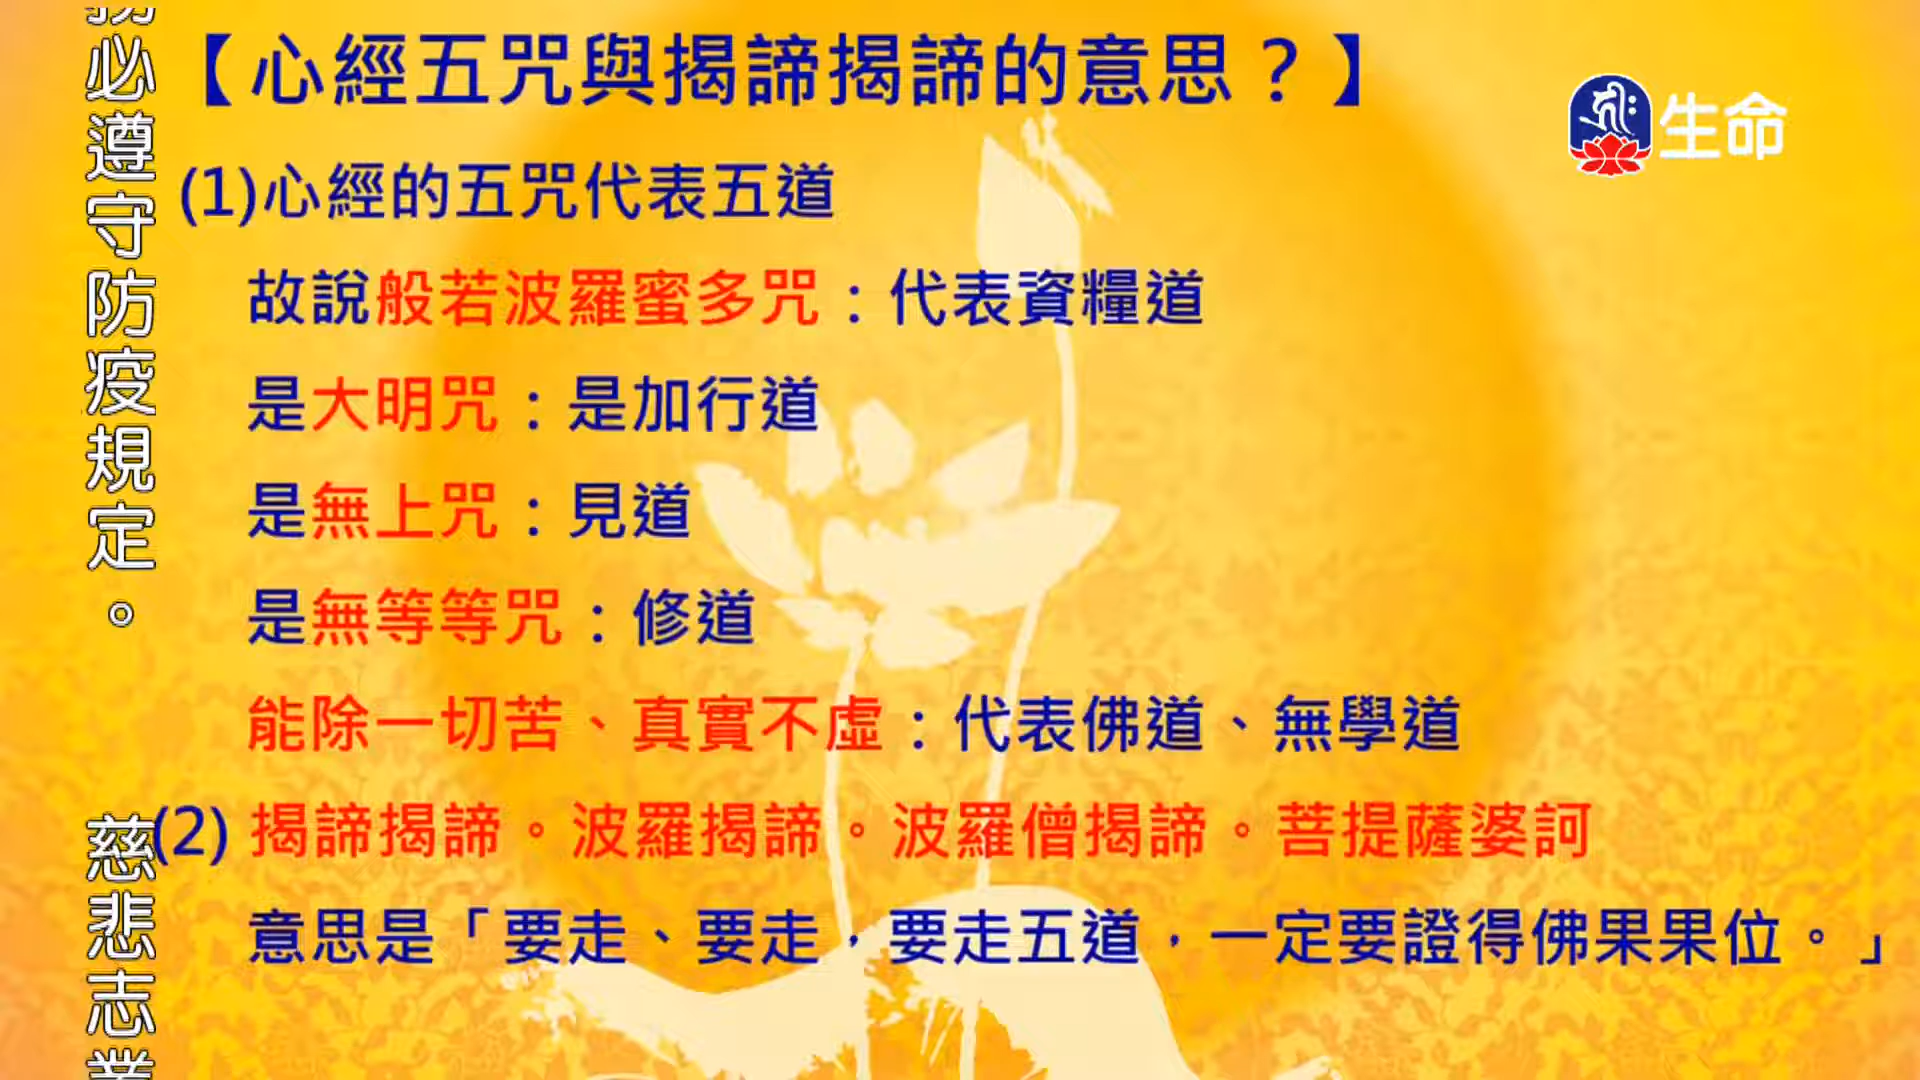 【心經五咒與揭諦揭諦的意思？】
(1)心經的五咒代表五道
故說般若波羅蜜多咒：代表資糧道
是大明咒：是加行道
是無上咒：見道
是無等等咒：修道
能除一切苦、真實不虛：代表佛道、無學道
(2) 揭諦揭諦。波羅揭諦。波羅僧揭諦。菩提薩婆訶
意思是「要走、要走，要走五道，一定要證得佛果果位。」
必遵守防疫規定。
慈悲志業
生命